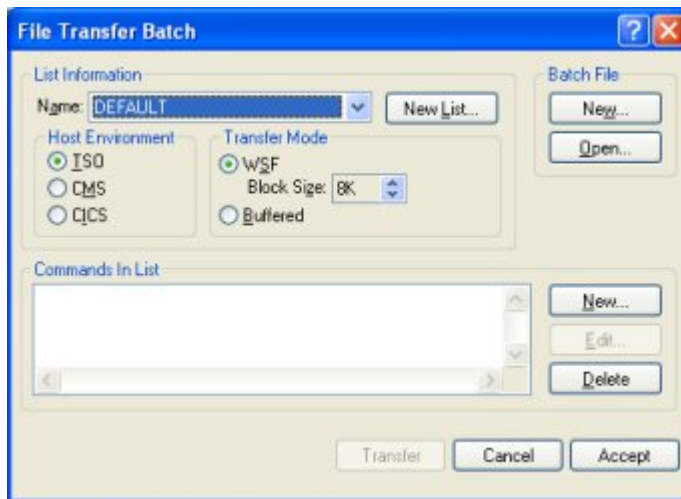 File Transfer Batch
List Information
Name: DEFAULT
New List...
Batch File
New...
Open...
Host Environment
TSO
CMS
CICS
Transfer Mode
WSF
Block Size: 8K
Buffered
Commands In List
New...
Edit...
Delete
Transfer
Cancel
Accept